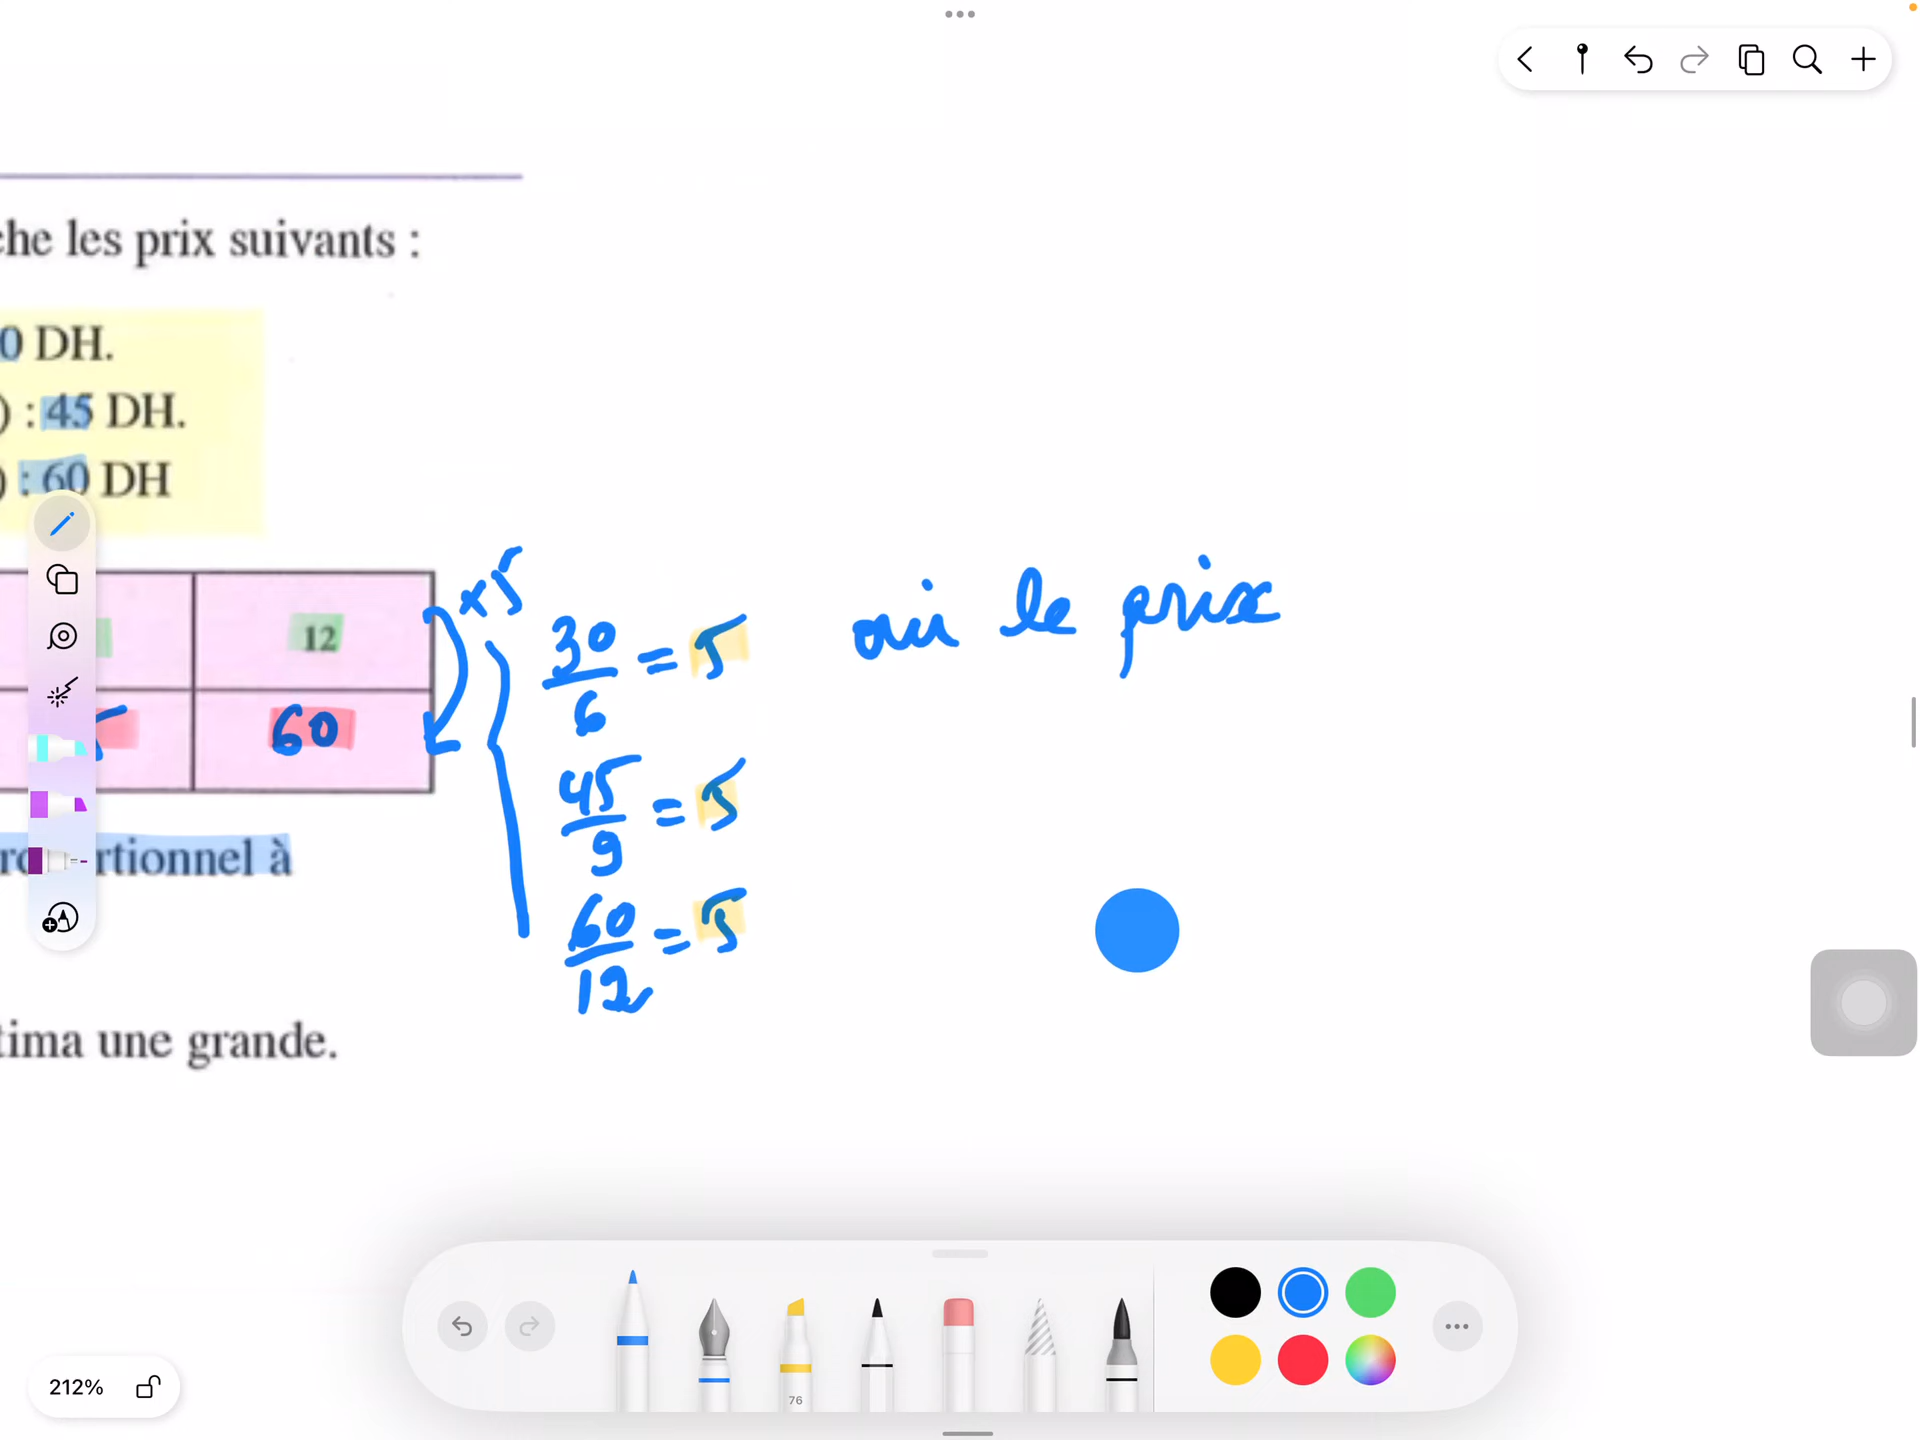 che les prix suivants :
0 DH.
) : 45 DH.
) : 60 DH
×5
12
60
30/6 = 5
oui le prix
45/9 = 5
60/12 = 5
rtionnel à
tima une grande.
76
212%